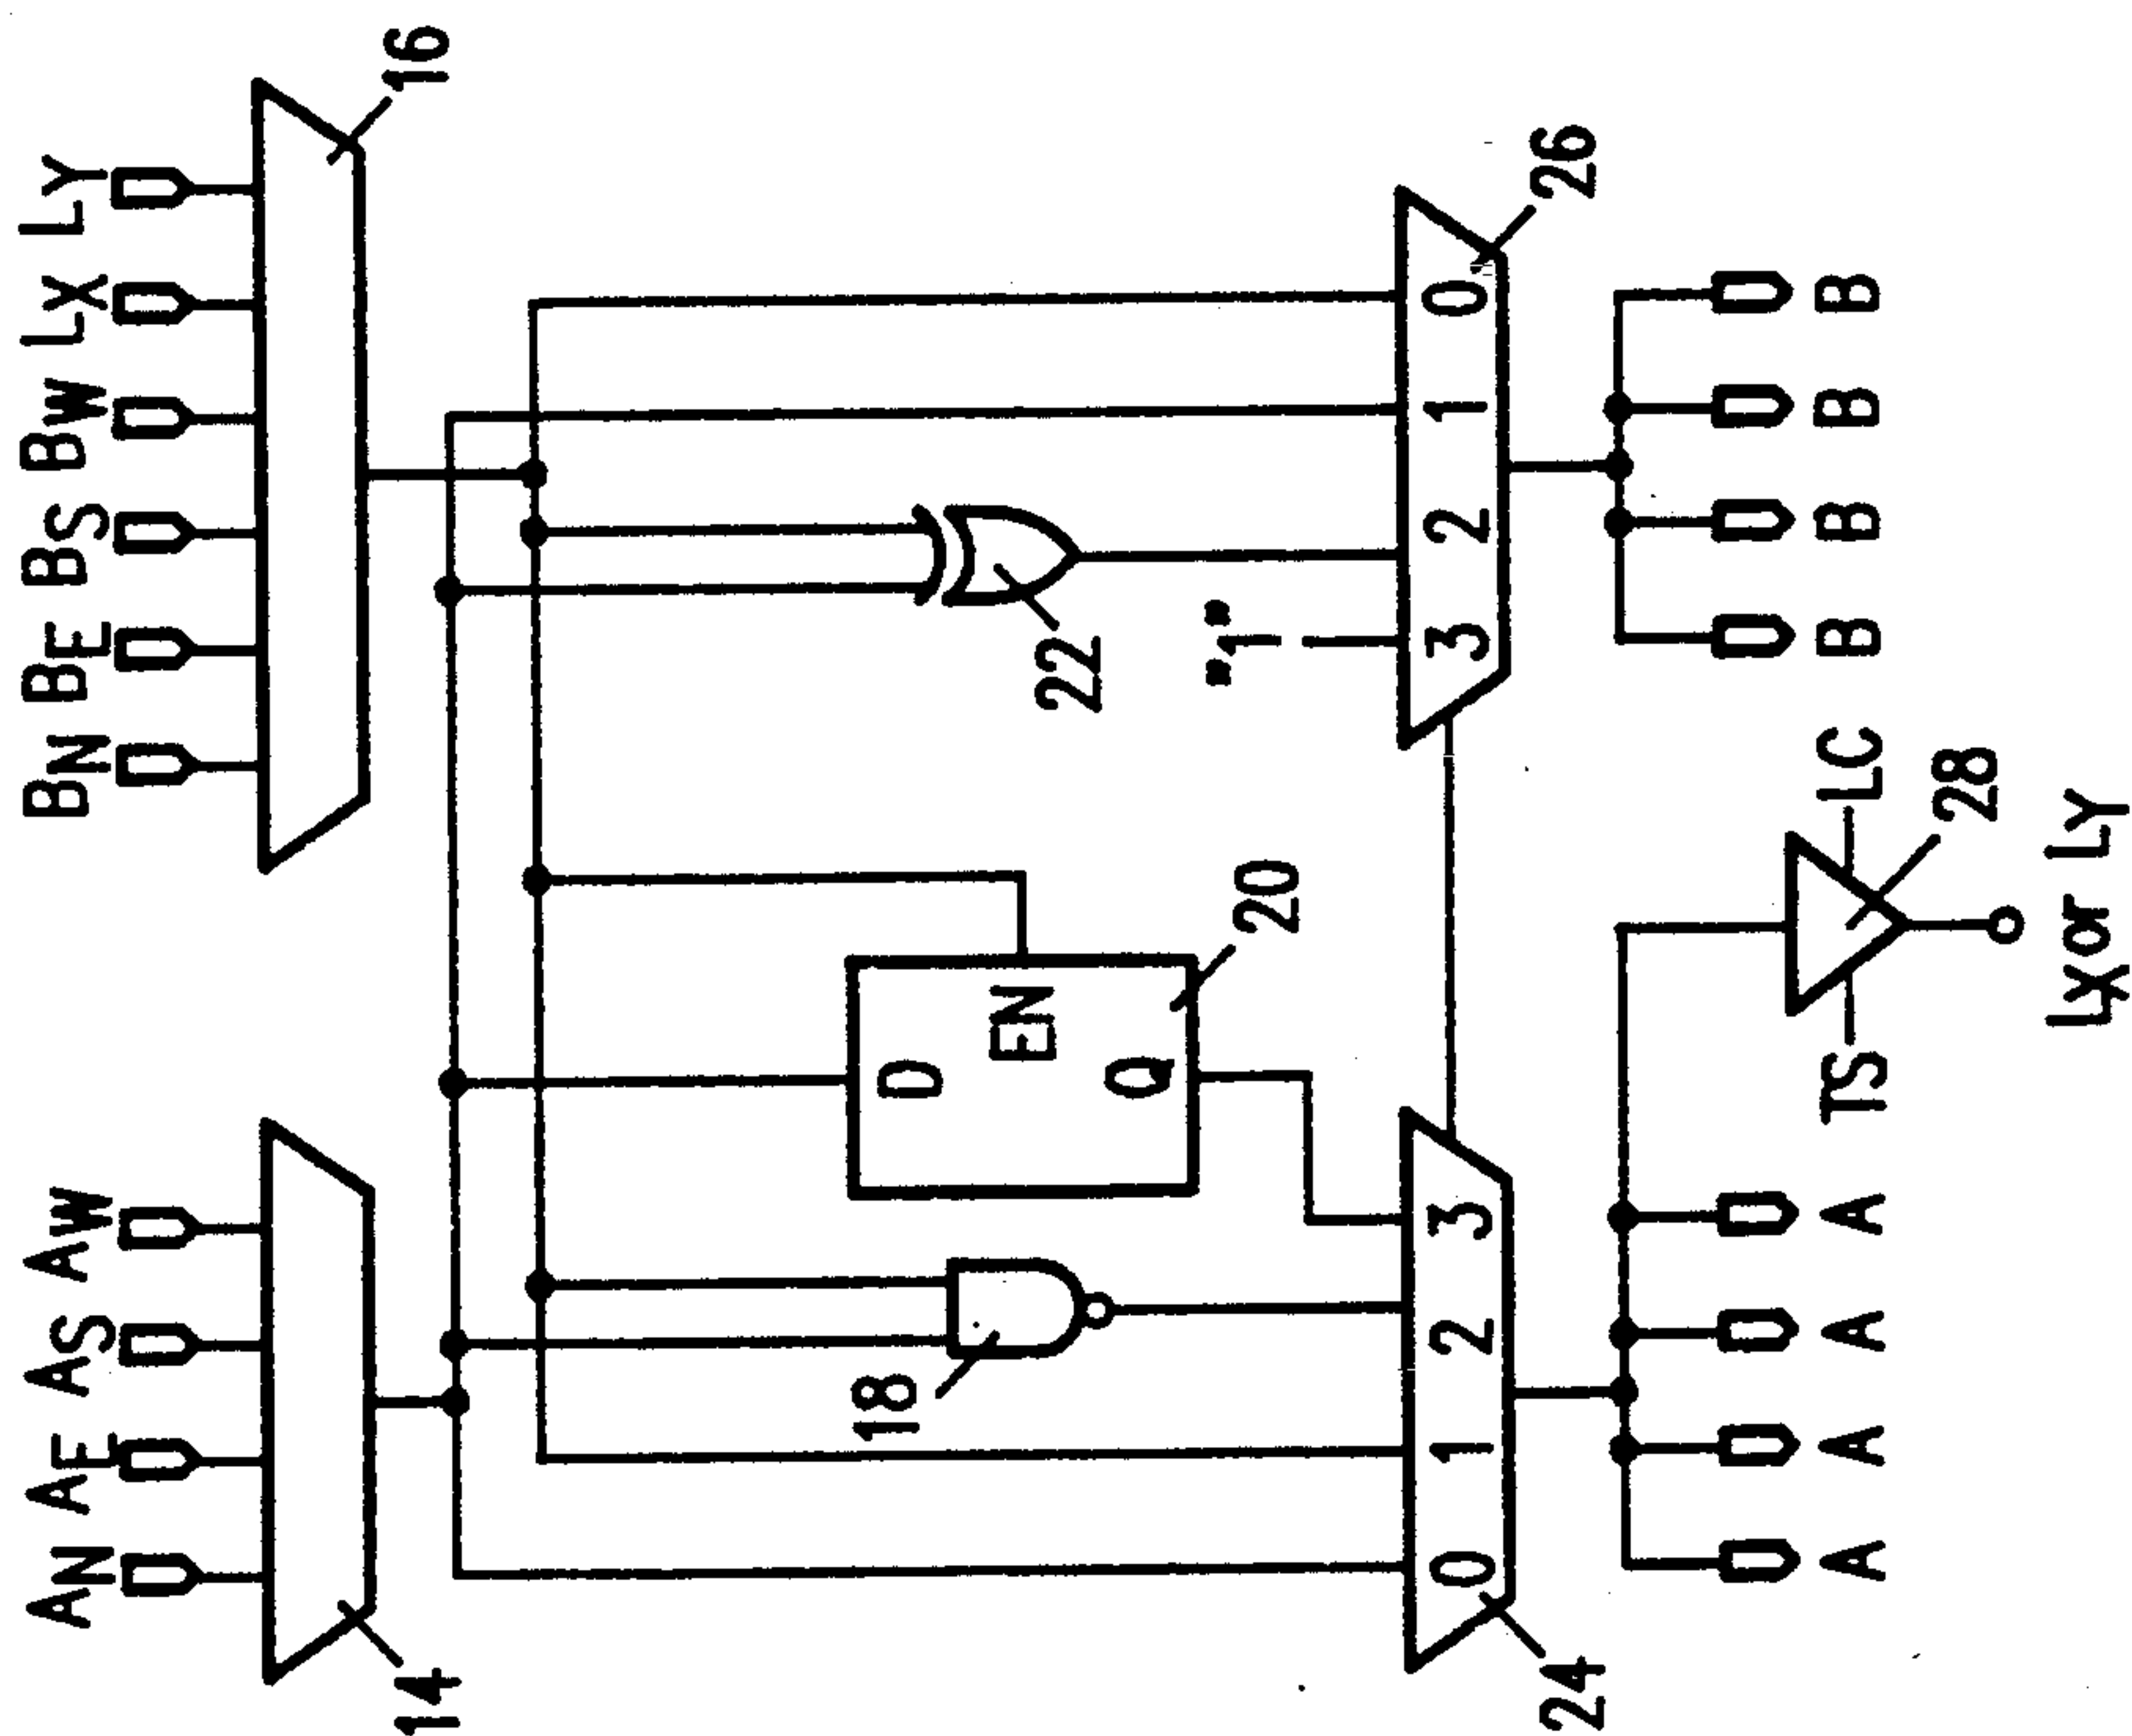 AN AE AS AW BN BE BS BW LX LY
14 16
18 D
EN
22
Q
"1"
20
0 1 2 3 3 2 1 0
24 26
A A A A TS LC B B B B
28
LX or LY